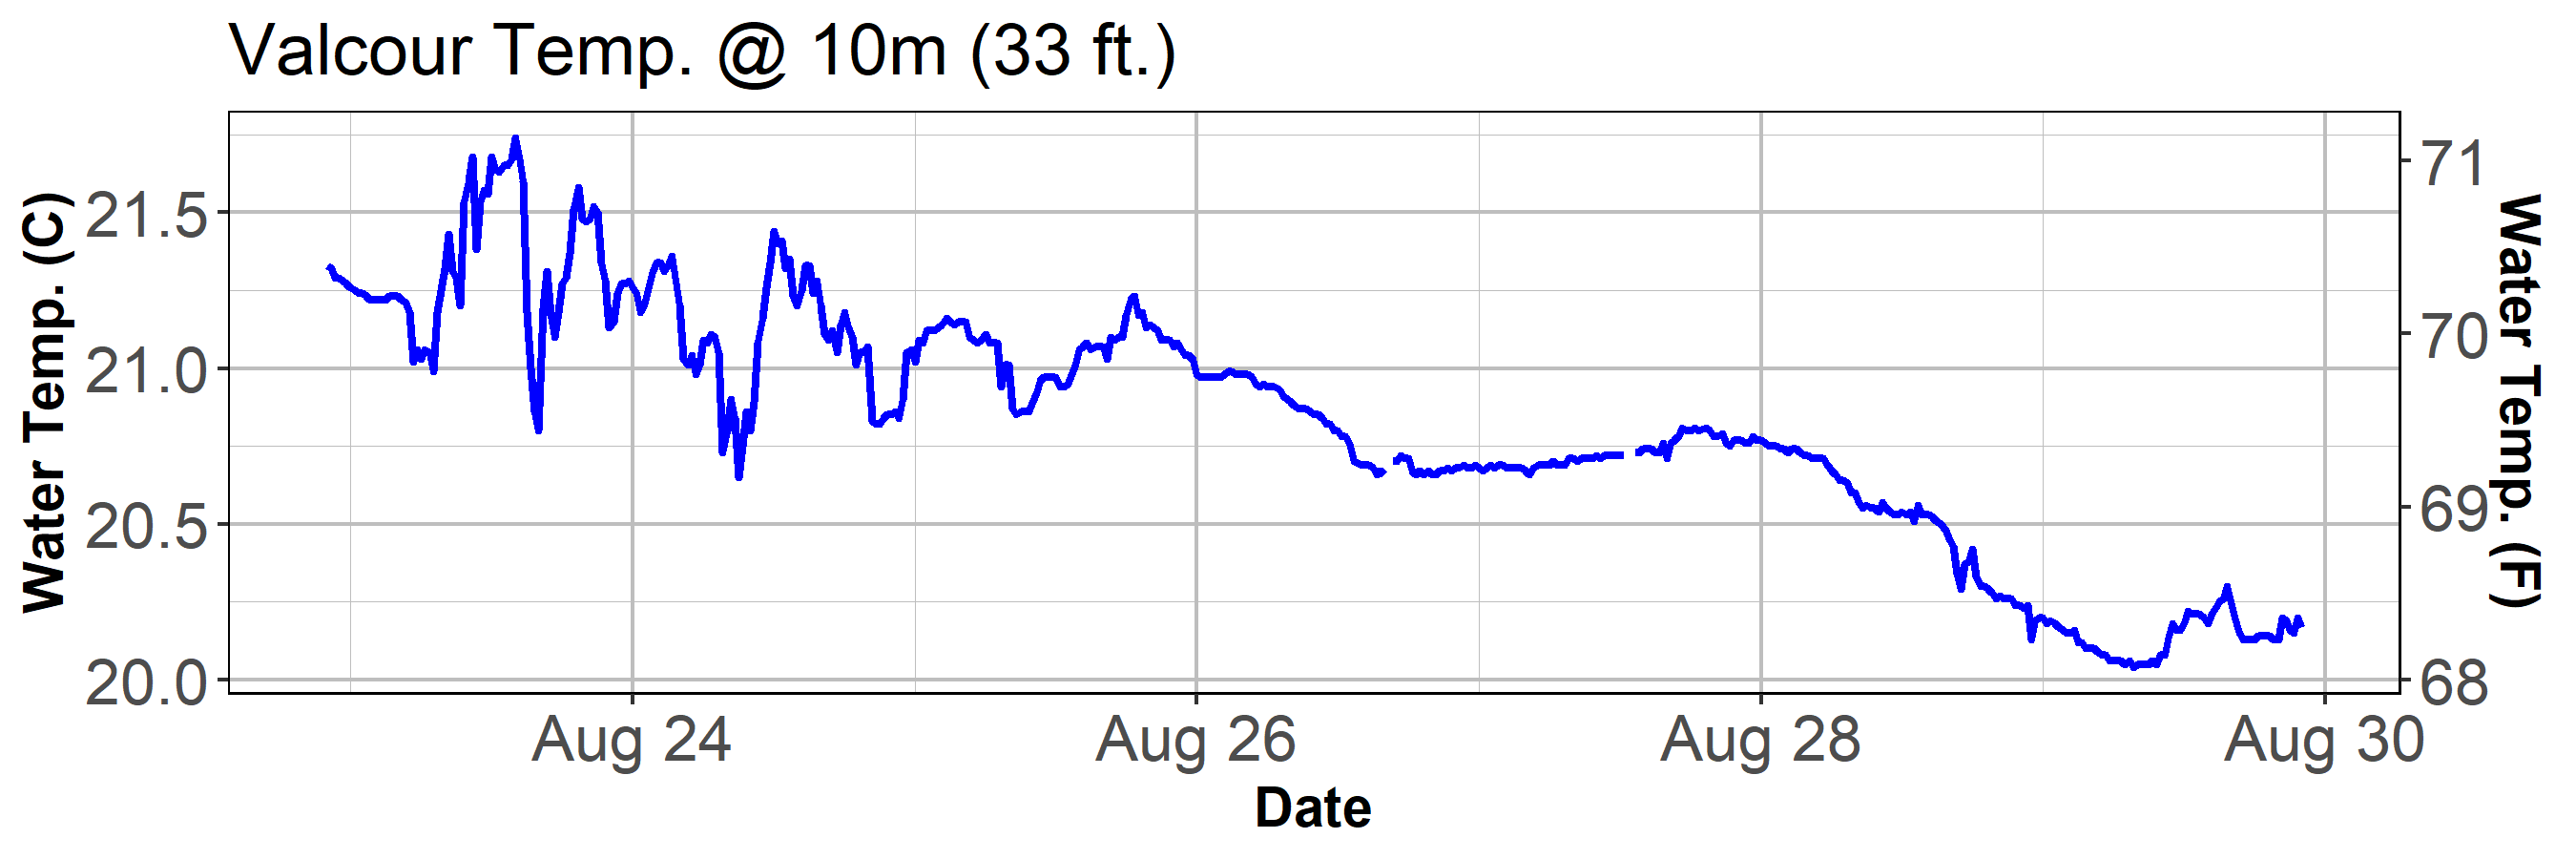 Valcour Temp. @ 10m (33 ft.)
Water Temp. (C)
21.5
21.0
20.5
20.0
71
70
69
68
Water Temp. (F)
Aug 24
Aug 26
Aug 28
Aug 30
Date